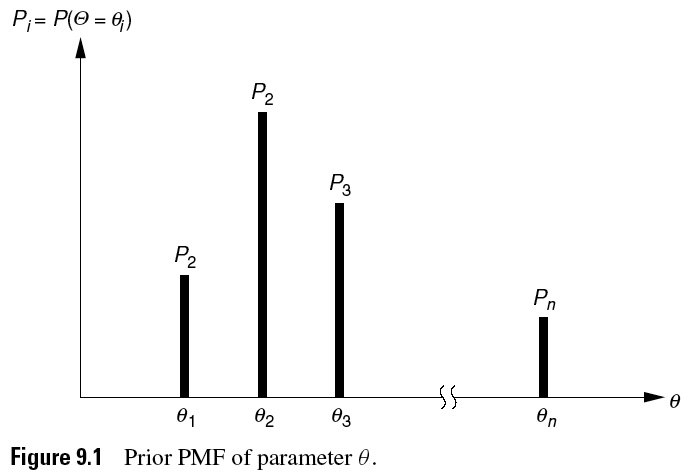 P_i = P(Θ = θ_i)
P_2
P_3
P_2
P_n
θ
θ_1 θ_2 θ_3 θ_n
Figure 9.1 Prior PMF of parameter θ.